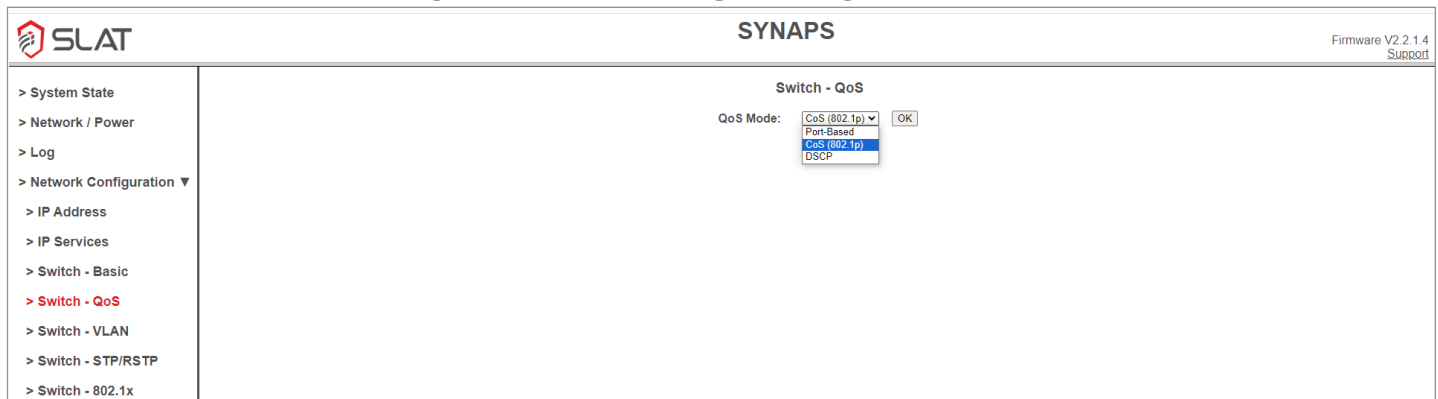 SLAT
SYNAPS
Firmware V2.2.1.4
Support
> System State
> Network / Power
> Log
> Network Configuration ▼
> IP Address
> IP Services
> Switch - Basic
> Switch - QoS
> Switch - VLAN
> Switch - STP/RSTP
> Switch - 802.1x
Switch - QoS
QoS Mode: CoS (802.1p) OK
Port-Based
CoS (802.1p)
DSCP